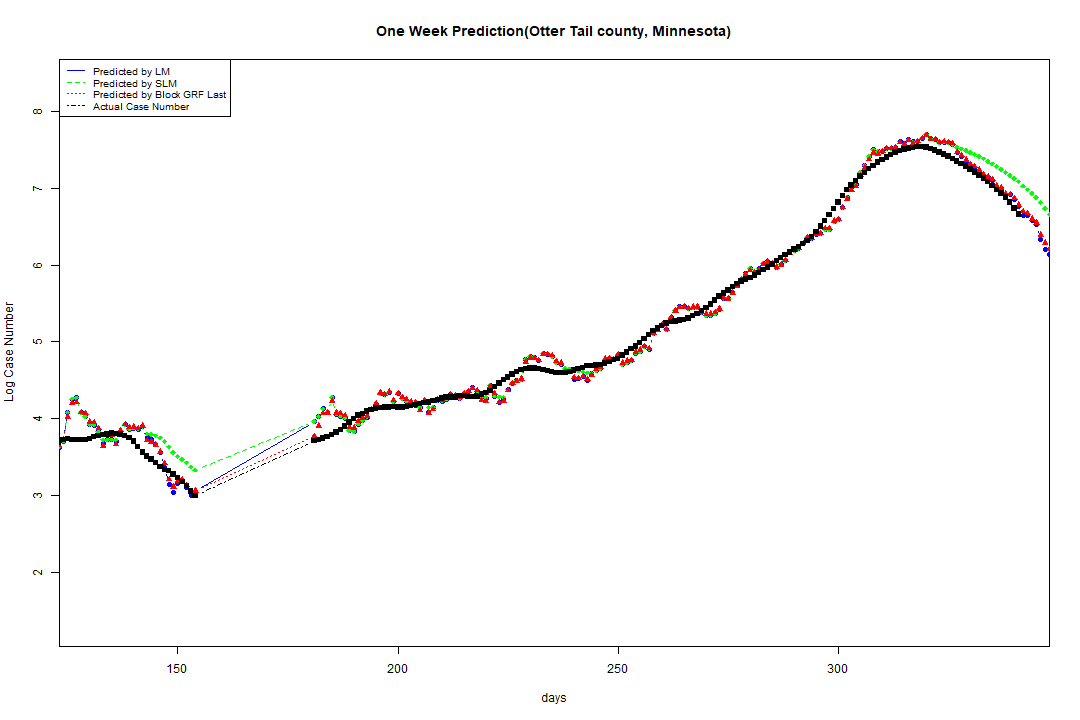 One Week Prediction(Otter Tail county, Minnesota)
Predicted by LM
Predicted by SLM
Predicted by Block GRF Last
Actual Case Number
8
7
6
5
4
3
2
Log Case Number
150 200 250 300
days